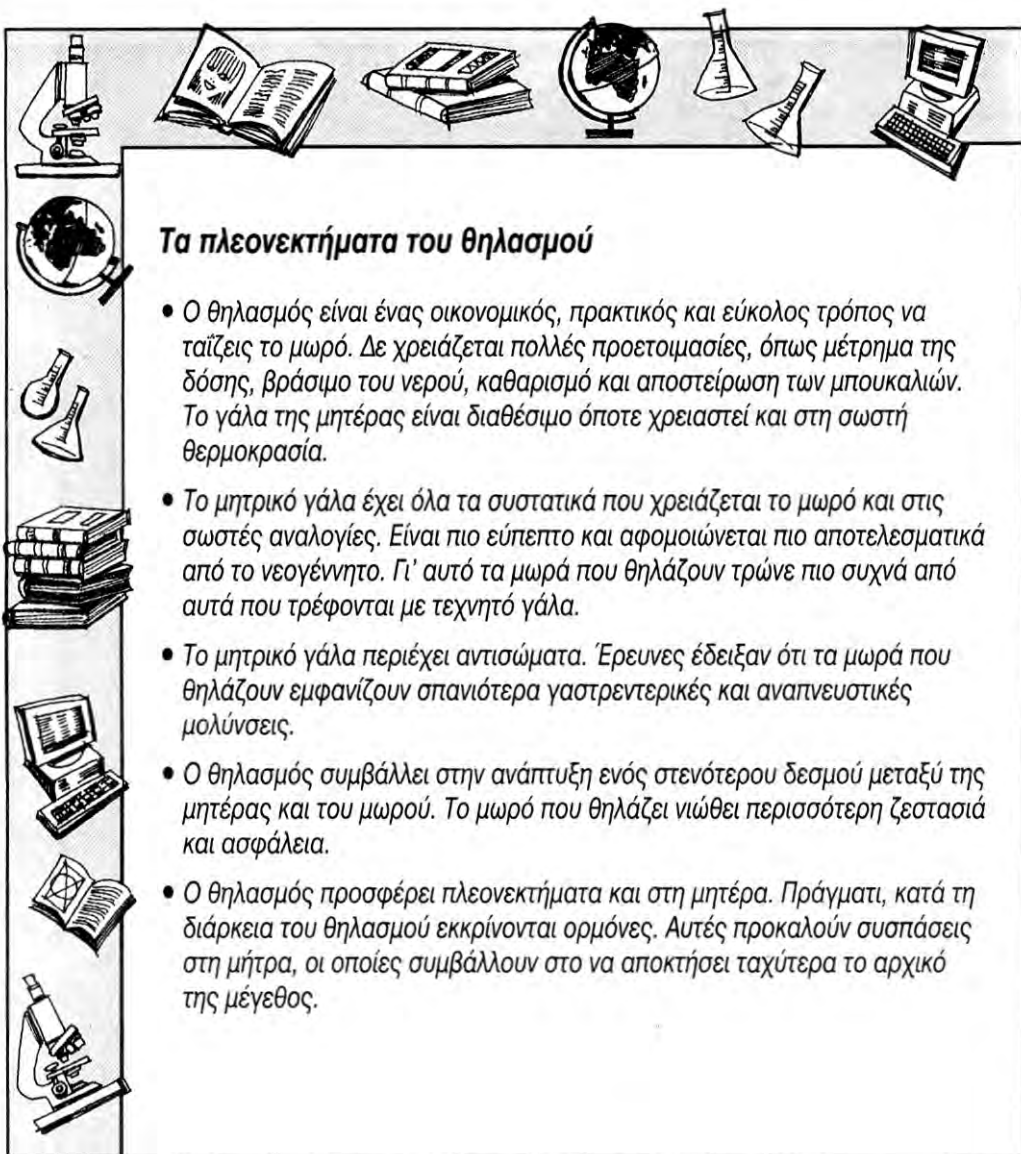 Τα πλεονεκτήματα του θηλασμού
• Ο θηλασμός είναι ένας οικονομικός, πρακτικός και εύκολος τρόπος να
ταΐζεις το μωρό. Δε χρειάζεται πολλές προετοιμασίες, όπως μέτρημα της
δόσης, βράσιμο του νερού, καθαρισμό και αποστείρωση των μπουκαλιών.
Το γάλα της μητέρας είναι διαθέσιμο όποτε χρειαστεί και στη σωστή
θερμοκρασία.
• Το μητρικό γάλα έχει όλα τα συστατικά που χρειάζεται το μωρό και στις
σωστές αναλογίες. Είναι πιο εύπεπτο και αφομοιώνεται πιο αποτελεσματικά
από το νεογέννητο. Γι' αυτό τα μωρά που θηλάζουν τρώνε πιο συχνά από
αυτά που τρέφονται με τεχνητό γάλα.
• Το μητρικό γάλα περιέχει αντισώματα. Έρευνες έδειξαν ότι τα μωρά που
θηλάζουν εμφανίζουν σπανιότερα γαστρεντερικές και αναπνευστικές
μολύνσεις.
• Ο θηλασμός συμβάλλει στην ανάπτυξη ενός στενότερου δεσμού μεταξύ της
μητέρας και του μωρού. Το μωρό που θηλάζει νιώθει περισσότερη ζεστασιά
και ασφάλεια.
• Ο θηλασμός προσφέρει πλεονεκτήματα και στη μητέρα. Πράγματι, κατά τη
διάρκεια του θηλασμού εκκρίνονται ορμόνες. Αυτές προκαλούν συσπάσεις
στη μήτρα, οι οποίες συμβάλλουν στο να αποκτήσει ταχύτερα το αρχικό
της μέγεθος.